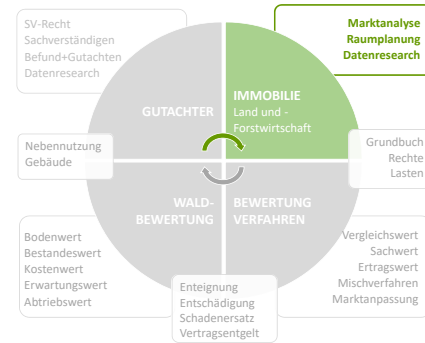 SV-Recht
Sachverständigen
Befund+Gutachten
Datenresearch
Marktanalyse
Raumplanung
Datenresearch
GUTACHTER
IMMOBILIE
Land und -
Forstwirtschaft
Nebennutzung
Gebäude
Grundbuch
Rechte
Lasten
WALD-
BEWERTUNG
BEWERTUNG
VERFAHREN
Bodenwert
Bestandeswert
Kostenwert
Erwartungswert
Abtriebswert
Enteignung
Entschädigung
Schadenersatz
Vertragsentgelt
Vergleichswert
Sachwert
Ertragswert
Mischverfahren
Marktanpassung